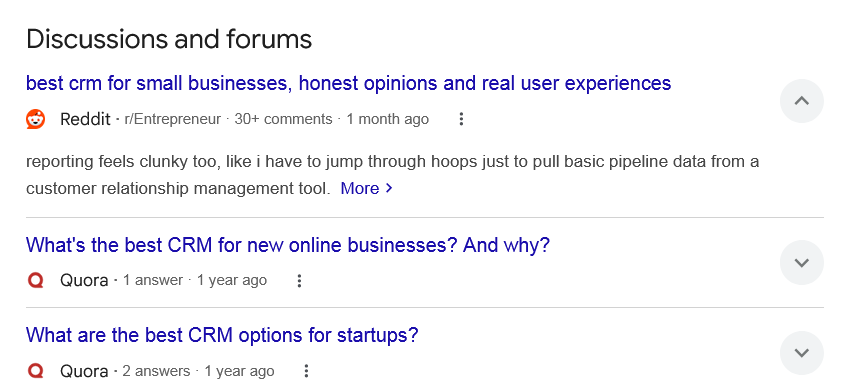 Discussions and forums
best crm for small businesses, honest opinions and real user experiences
Reddit · r/Entrepreneur · 30+ comments · 1 month ago
reporting feels clunky too, like i have to jump through hoops just to pull basic pipeline data from a
customer relationship management tool. More >
What's the best CRM for new online businesses? And why?
Quora · 1 answer · 1 year ago
What are the best CRM options for startups?
Quora · 2 answers · 1 year ago